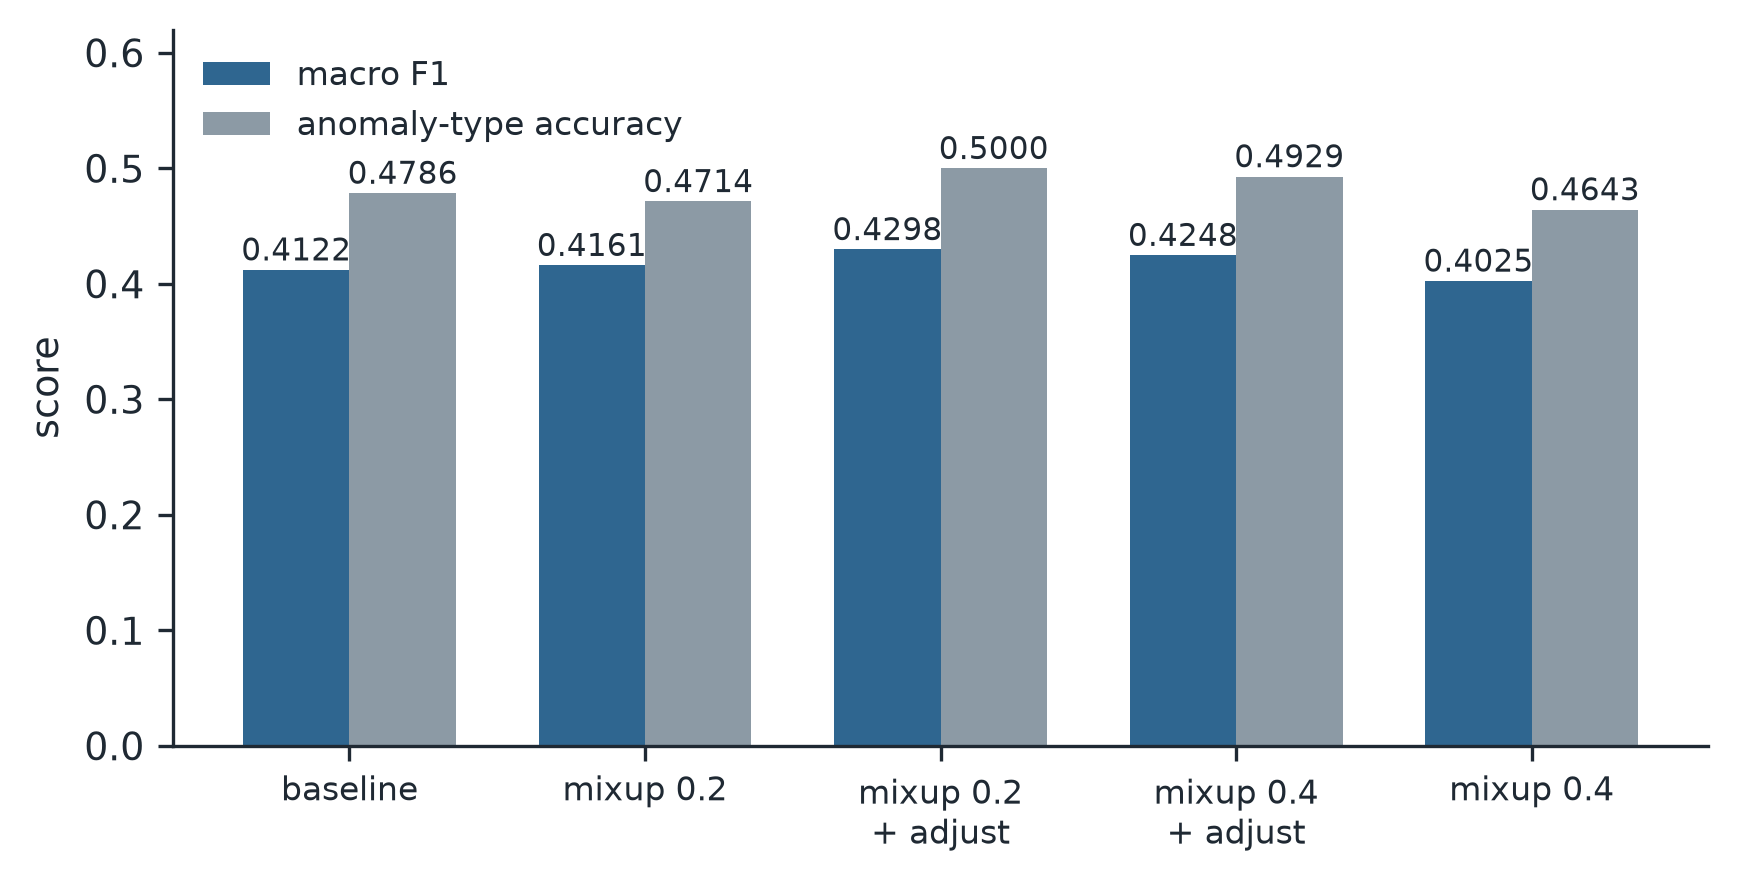 0.6
0.5
0.4
0.3
0.2
0.1
0.0
score
macro F1
anomaly-type accuracy
0.4122
0.4786
0.4161
0.4714
0.4298
0.5000
0.4248
0.4929
0.4025
0.4643
baseline
mixup 0.2
mixup 0.2
+ adjust
mixup 0.4
+ adjust
mixup 0.4